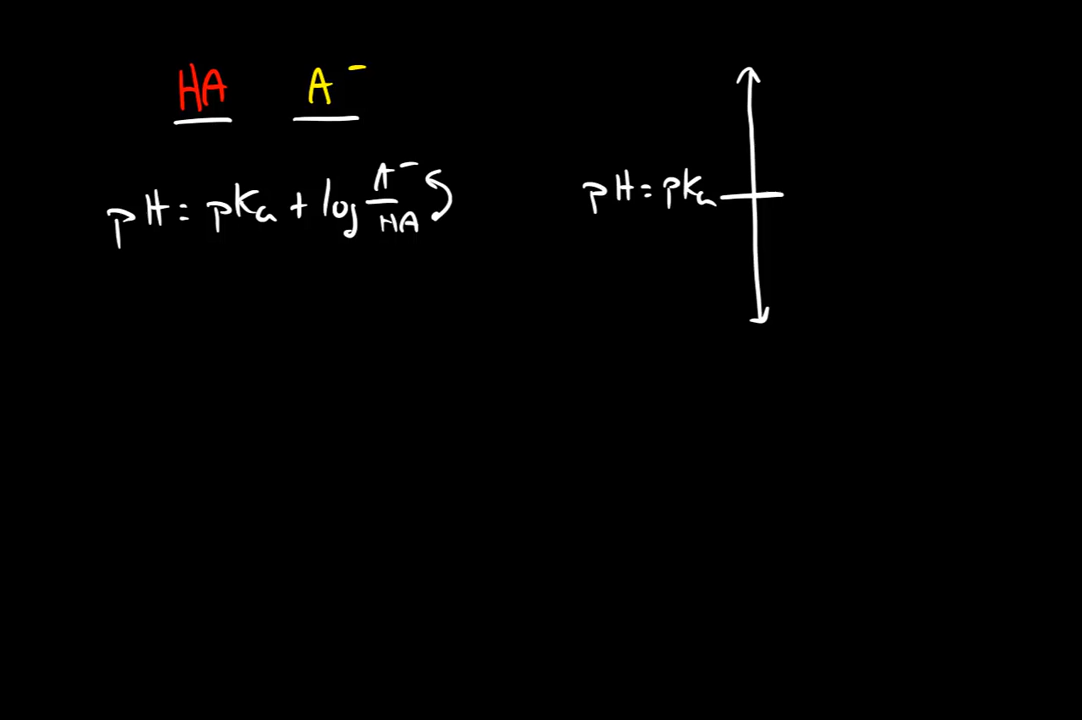 HA A⁻
pH = pKa + log A⁻/HA
pH = pKa